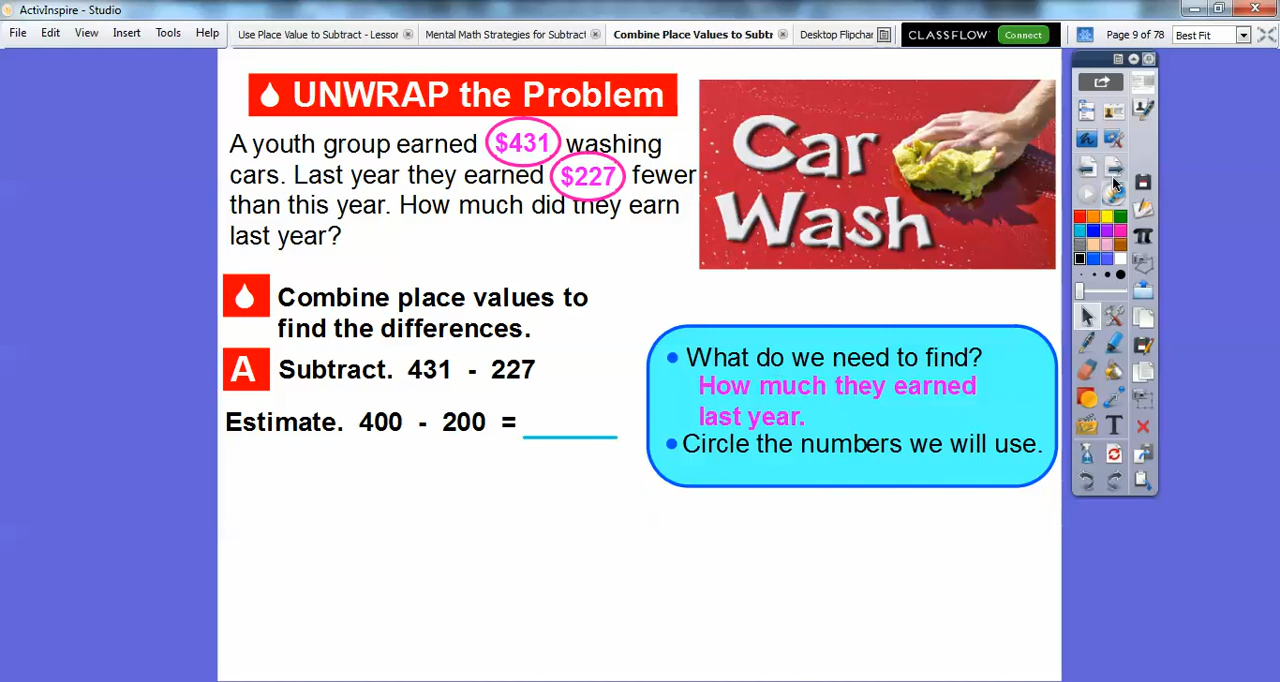 ActivInspire - Studio
File Edit View Insert Tools Help
Use Place Value to Subtract - Lessor
Mental Math Strategies for Subtract
Combine Place Values to Subtr
Desktop Flipchar
CLASSFLOW Connect
Page 9 of 78
Best Fit
UNWRAP the Problem
A youth group earned $431 washing
cars. Last year they earned $227 fewer
than this year. How much did they earn
last year?
Car
Wash
Combine place values to
find the differences.
A Subtract. 431 - 227
Estimate. 400 - 200 =
• What do we need to find?
How much they earned
last year.
• Circle the numbers we will use.